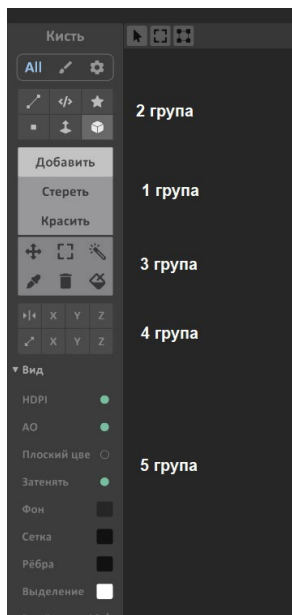 Кисть
All
</>
2 група
Добавить
Стереть
Красить
1 група
3 група
X Y Z
X Y Z
4 група
Вид
HDPI
AO
Плоский цве
Затенять
5 група
Фон
Сетка
Рёбра
Выделение